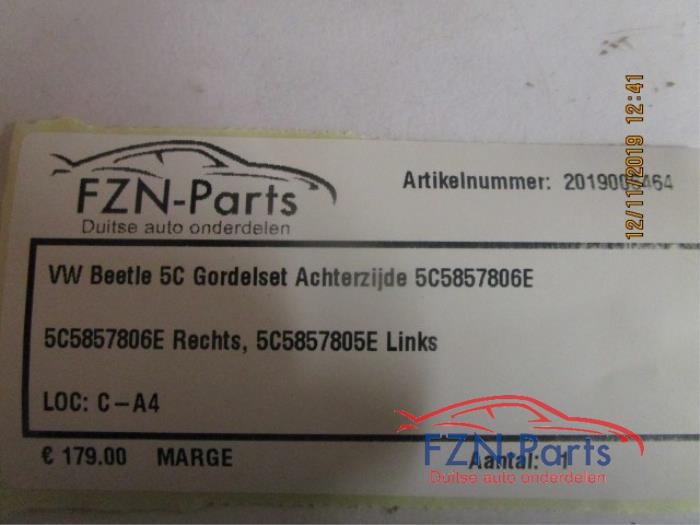 FZN-Parts
Duitse auto onderdelen
Artikelnummer:
12/11/2019 12:41
VW Beetle 5C Gordelset Achterzijde 5C5857806E
5C5857806E Rechts, 5C5857805E Links
LOC: C-A4
€ 179.00 MARGE
Aantal: 1
FZN-Parts
Duitse auto onderdelen